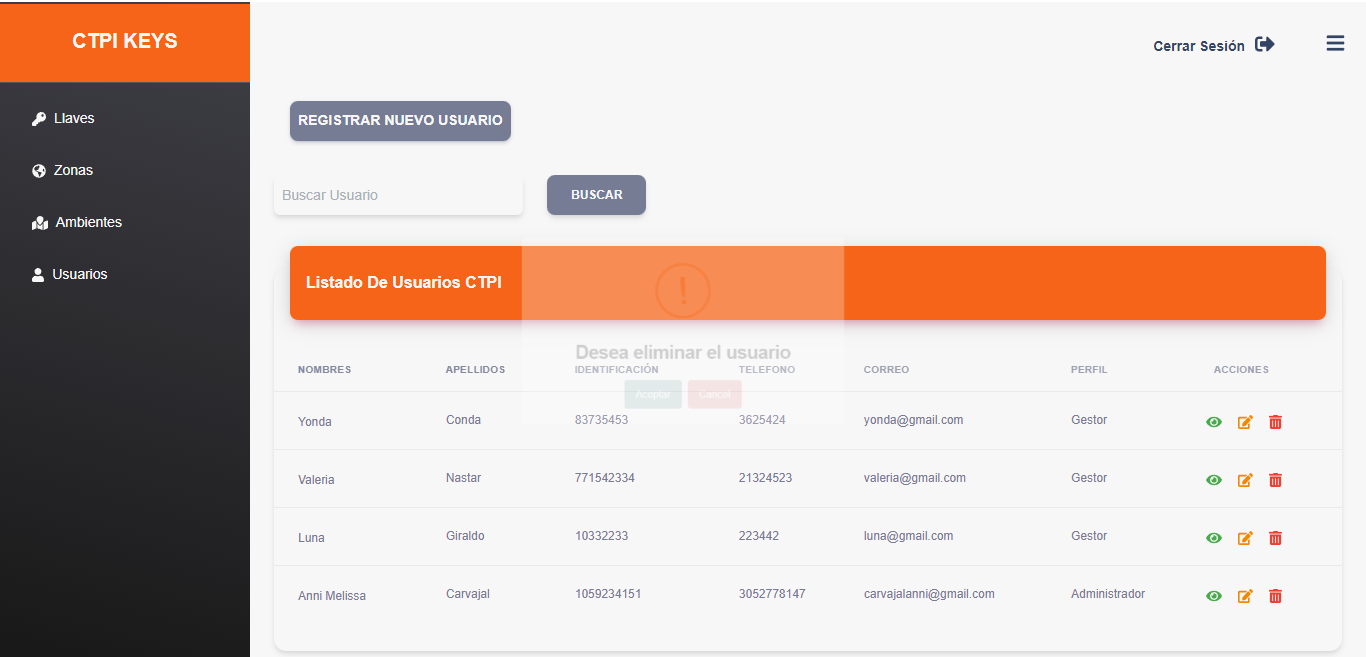 CTPI KEYS
Cerrar Sesión
Llaves
Zonas
Ambientes
Usuarios
REGISTRAR NUEVO USUARIO
Buscar Usuario
BUSCAR
Listado De Usuarios CTPI
!
Desea eliminar el usuario
Aceptar Cancel
NOMBRES APELLIDOS IDENTIFICACIÓN TELEFONO CORREO PERFIL ACCIONES
Yonda Conda 83735453 3625424 yonda@gmail.com Gestor
Valeria Nastar 771542334 21324523 valeria@gmail.com Gestor
Luna Giraldo 10332233 223442 luna@gmail.com Gestor
Anni Melissa Carvajal 1059234151 3052778147 carvajalanni@gmail.com Administrador